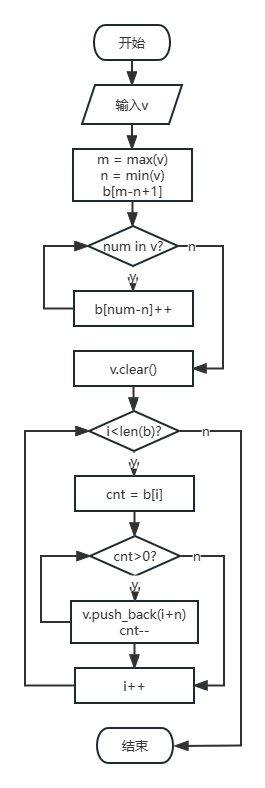 开始
输入v
m = max(v)
n = min(v)
b[m-n+1]
num in v?
n
y
b[num-n]++
v.clear()
i<len(b)?
n
y
cnt = b[i]
cnt>0?
n
y
v.push_back(i+n)
cnt--
i++
结束